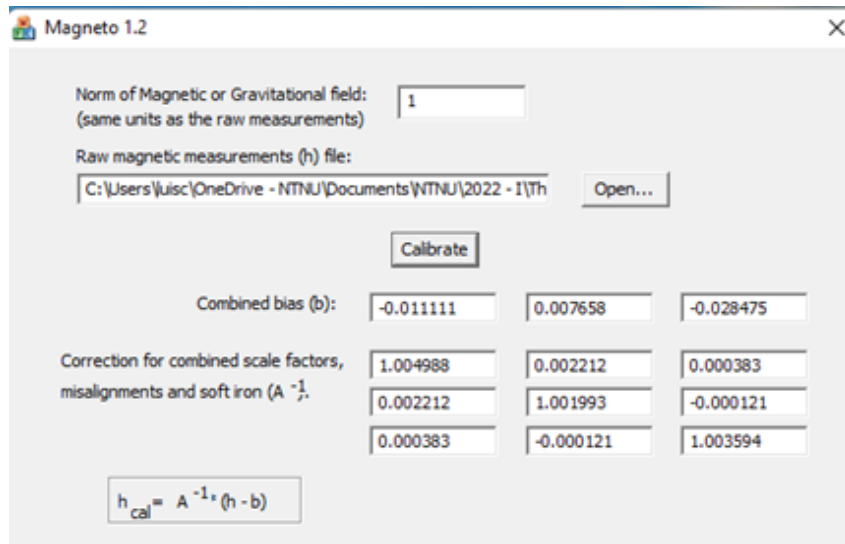 Magneto 1.2
Norm of Magnetic or Gravitational field:
(same units as the raw measurements)
1
Raw magnetic measurements (h) file:
C:\Users\luisc\OneDrive - NTNU\Documents\NTNU\2022 - I\Th
Open...
Calibrate
Combined bias (b): -0.011111 0.007658 -0.028475
Correction for combined scale factors,
misalignments and soft iron (A -1).
1.004988 0.002212 0.000383
0.002212 1.001993 -0.000121
0.000383 -0.000121 1.003594
h cal = A -1 * (h - b)